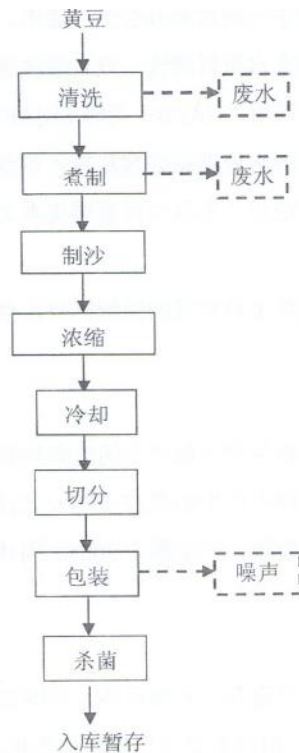 黄豆
清洗 废水
煮制 废水
制沙
浓缩
冷却
切分
包装 噪声
杀菌
入库暂存